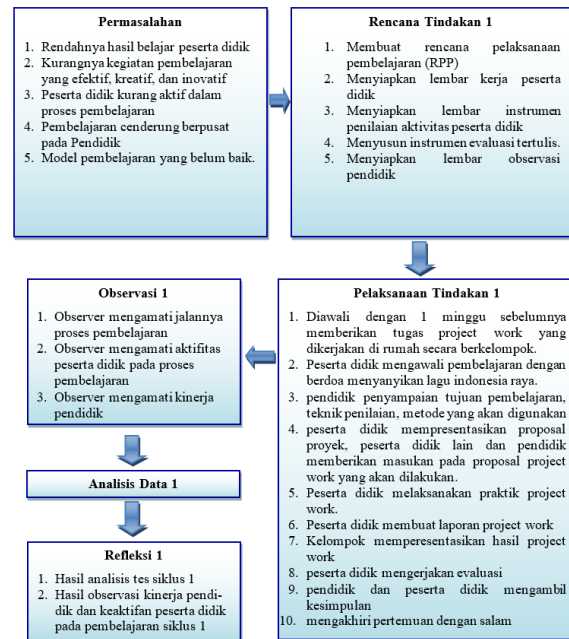 Permasalahan
1. Rendahnya hasil belajar peserta didik
2. Kurangnya kegiatan pembelajaran
yang efektif, kreatif, dan inovatif
3. Peserta didik kurang aktif dalam
proses pembelajaran
4. Pembelajaran cenderung berpusat
pada Pendidik
5. Model pembelajaran yang belum baik.
Rencana Tindakan 1
1. Membuat rencana pelaksanaan
pembelajaran (RPP)
2. Menyiapkan lembar kerja peserta
didik
3. Menyiapkan lembar instrumen
penilaian aktivitas peserta didik
4. Menyusun instrumen evaluasi tertulis.
5. Menyiapkan lembar observasi
pendidik
Pelaksanaan Tindakan 1
1. Diawali dengan 1 minggu sebelumnya
memberikan tugas project work yang
dikerjakan di rumah secara berkelompok.
2. Peserta didik mengawali pembelajaran dengan
berdoa menyanyikan lagu indonesia raya.
3. pendidik penyampaian tujuan pembelajaran,
teknik penilaian, metode yang akan digunakan
4. peserta didik mempresentasikan proposal
proyek, peserta didik lain dan pendidik
memberikan masukan pada proposal project
work yang akan dilakukan.
5. Peserta didik melaksanakan praktik project
work.
6. Peserta didik membuat laporan project work
7. Kelompok memperesentasikan hasil project
work
8. peserta didik mengerjakan evaluasi
9. pendidik dan peserta didik mengambil
kesimpulan
10. mengakhiri pertemuan dengan salam
Observasi 1
1. Observer mengamati jalannya
proses pembelajaran
2. Observer mengamati aktifitas
peserta didik pada proses
pembelajaran
3. Observer mengamati kinerja
pendidik
Analisis Data 1
Refleksi 1
1. Hasil analisis tes siklus 1
2. Hasil observasi kinerja pendi-
dik dan keaktifan peserta didik
pada pembelajaran siklus 1